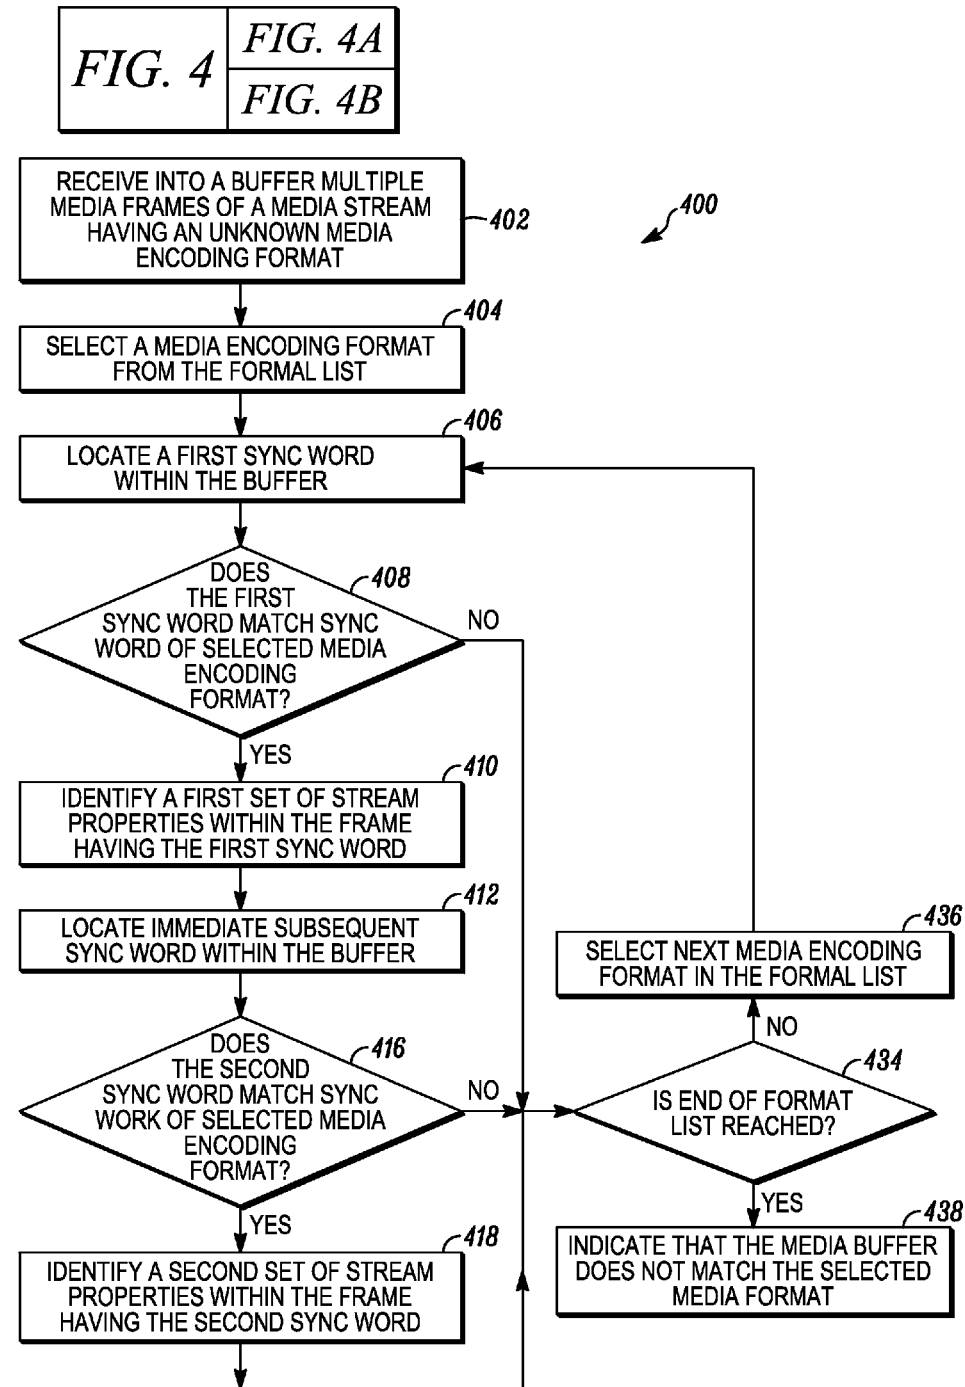 FIG. 4
FIG. 4A
FIG. 4B
400
RECEIVE INTO A BUFFER MULTIPLE
MEDIA FRAMES OF A MEDIA STREAM
HAVING AN UNKNOWN MEDIA
ENCODING FORMAT
402
404
SELECT A MEDIA ENCODING FORMAT
FROM THE FORMAL LIST
406
LOCATE A FIRST SYNC WORD
WITHIN THE BUFFER
408
DOES
THE FIRST
SYNC WORD MATCH SYNC
WORD OF SELECTED MEDIA
ENCODING
FORMAT?
NO
YES
410
IDENTIFY A FIRST SET OF STREAM
PROPERTIES WITHIN THE FRAME
HAVING THE FIRST SYNC WORD
412
LOCATE IMMEDIATE SUBSEQUENT
SYNC WORD WITHIN THE BUFFER
416
DOES
THE SECOND
SYNC WORD MATCH SYNC
WORK OF SELECTED MEDIA
ENCODING
FORMAT?
NO
YES
418
IDENTIFY A SECOND SET OF STREAM
PROPERTIES WITHIN THE FRAME
HAVING THE SECOND SYNC WORD
436
SELECT NEXT MEDIA ENCODING
FORMAT IN THE FORMAL LIST
NO
434
IS END OF FORMAT
LIST REACHED?
YES
438
INDICATE THAT THE MEDIA BUFFER
DOES NOT MATCH THE SELECTED
MEDIA FORMAT